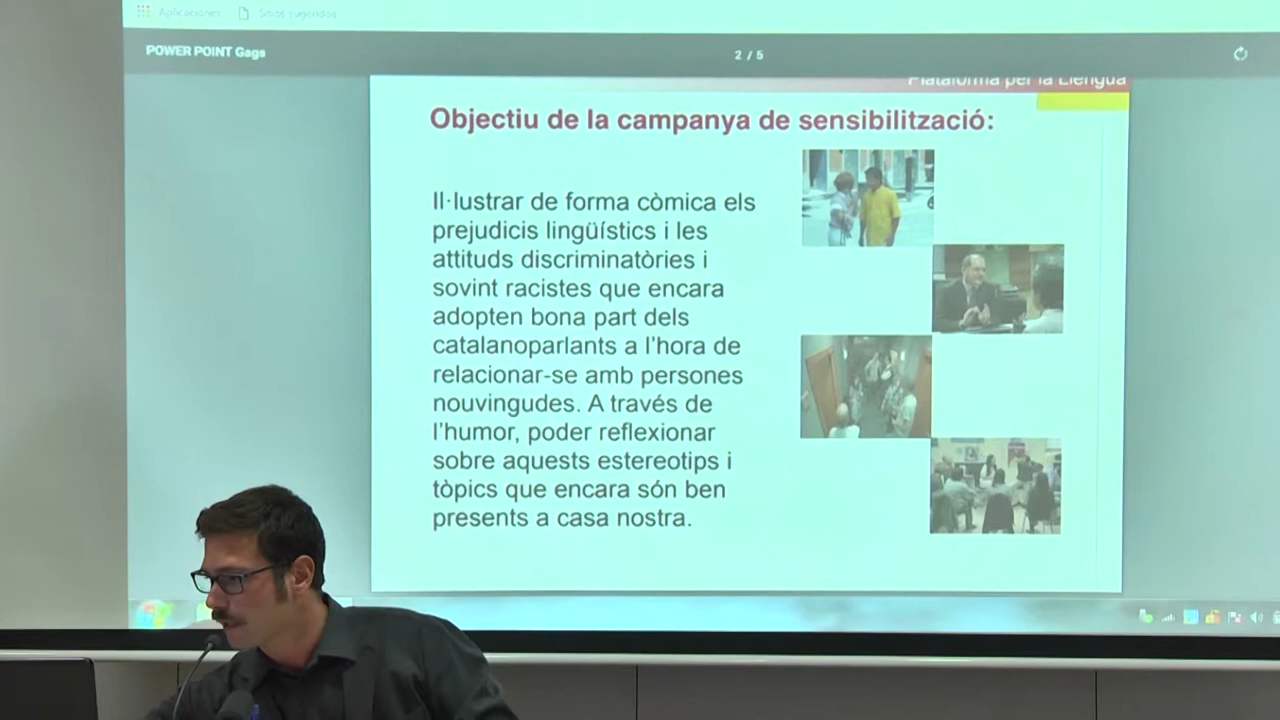 Aplicaciones
Sitios sugeridos
POWER POINT Gags
2 / 5
Plataforma per la Llengua
Objectiu de la campanya de sensibilització:
Il·lustrar de forma còmica els
prejudicis lingüístics i les
attituds discriminatòries i
sovint racistes que encara
adopten bona part dels
catalanoparlants a l'hora de
relacionar-se amb persones
nouvingudes. A través de
l'humor, poder reflexionar
sobre aquests estereotips i
tòpics que encara són ben
presents a casa nostra.